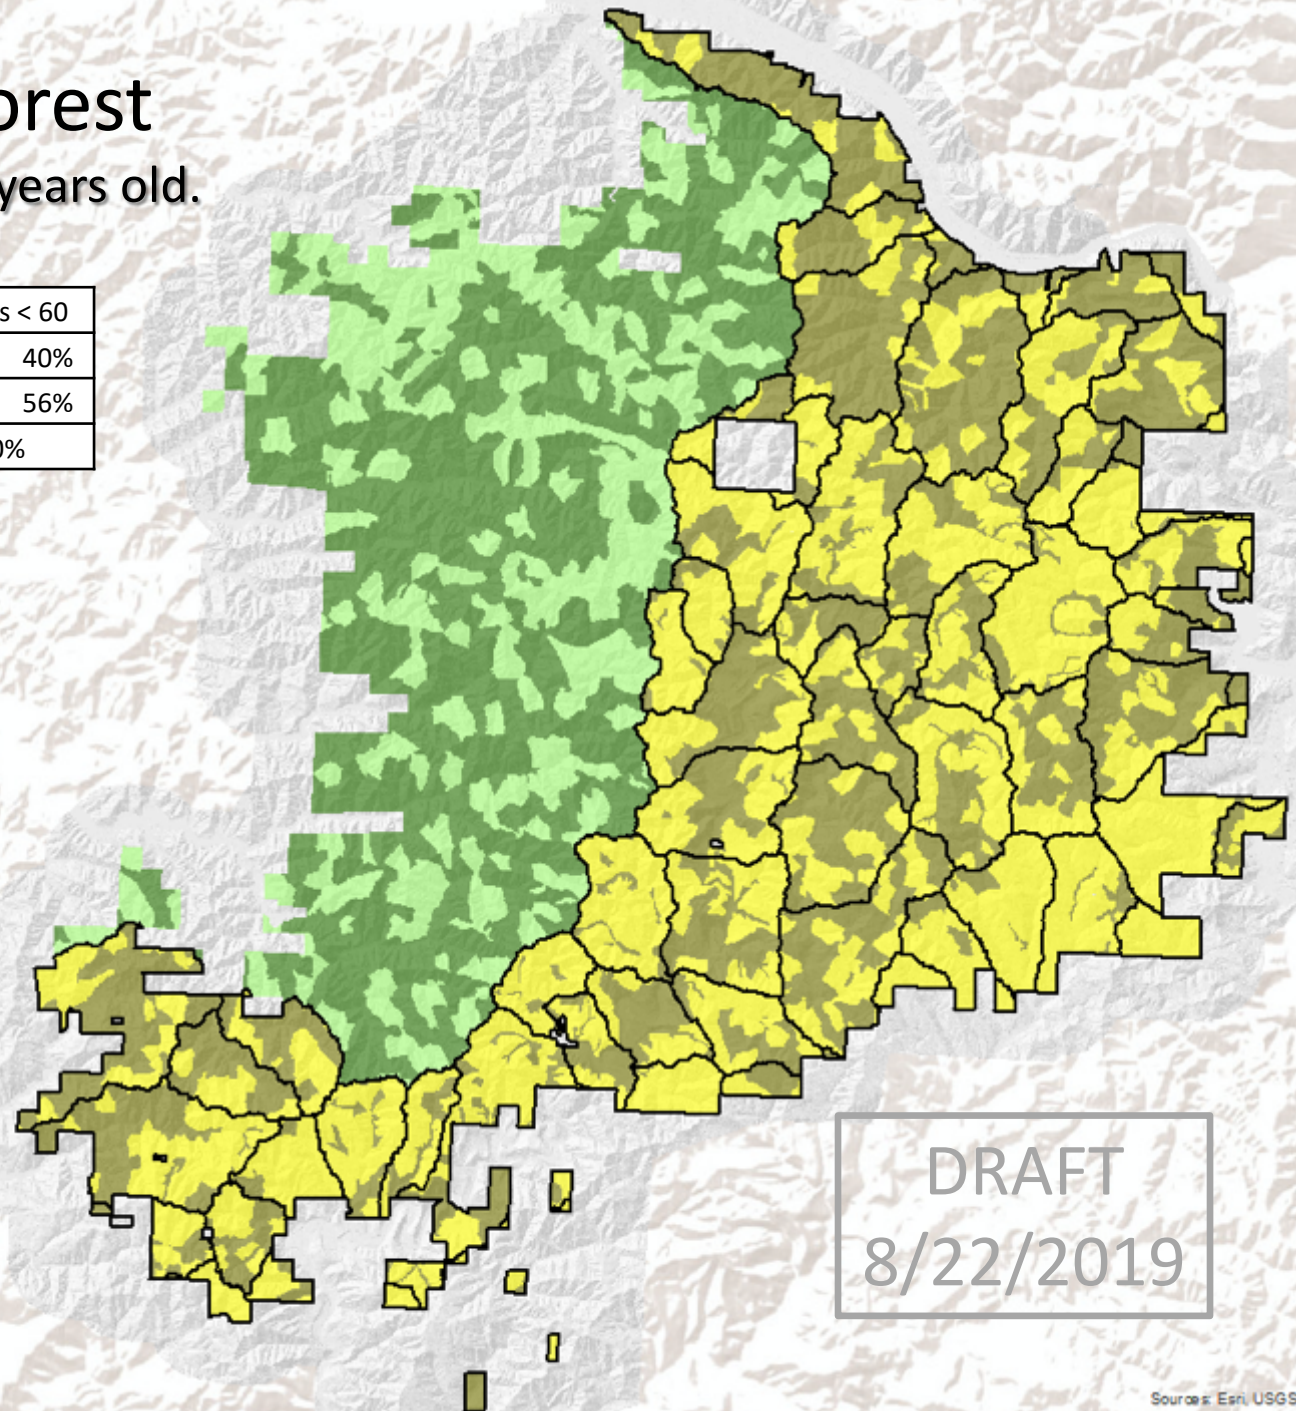 orest
years old.
s < 60
40%
56%
0%
DRAFT
8/22/2019
Sources: Esri, USGS